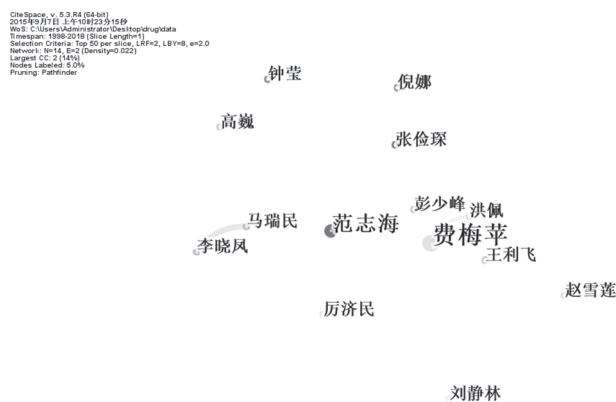 CiteSpace, v. 5.3.R4 (64-bit)
2015年9月7日 上午10时23分15秒
WoS: C:\Users\Administrator\Desktop\drug\data
Timespan: 1998-2018 (Slice Length=1)
Selection Criteria: Top 50 per slice, LRF=2, LBY=8, e=2.0
Network: N=14, E=2 (Density=0.022)
Largest CC: 2 (14%)
Nodes Labeled: 5.0%
Pruning: Pathfinder
钟莹
倪娜
高巍
张俭琛
彭少峰
洪佩
马瑞民
范志海
费梅苹
李晓凤
王利飞
赵雪莲
厉济民
刘静林